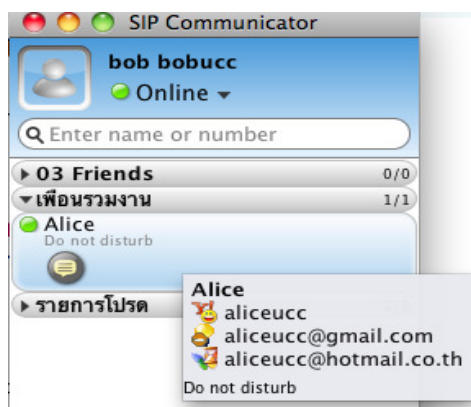 SIP Communicator
bob bobucc
Online
Enter name or number
03 Friends 0/0
เพื่อนรวมงาน 1/1
Alice
Do not disturb
รายการโปรด
Alice
aliceucc
aliceucc@gmail.com
aliceucc@hotmail.co.th
Do not disturb